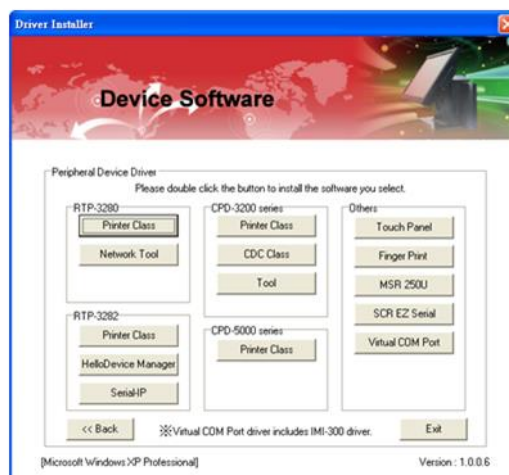 Driver Installer
Device Software
Peripheral Device Driver
Please double click the button to install the software you select.
RTP-3280
Printer Class
Network Tool
CPD-3200 series
Printer Class
CDC Class
Tool
Others
Touch Panel
Finger Print
MSR 250U
SCR EZ Serial
Virtual COM Port
RTP-3282
Printer Class
HelloDevice Manager
Serial-IP
CPD-5000 series
Printer Class
<< Back
※Virtual COM Port driver includes IMI-300 driver.
Exit
[Microsoft Windows XP Professional]
Version : 1.0.0.6